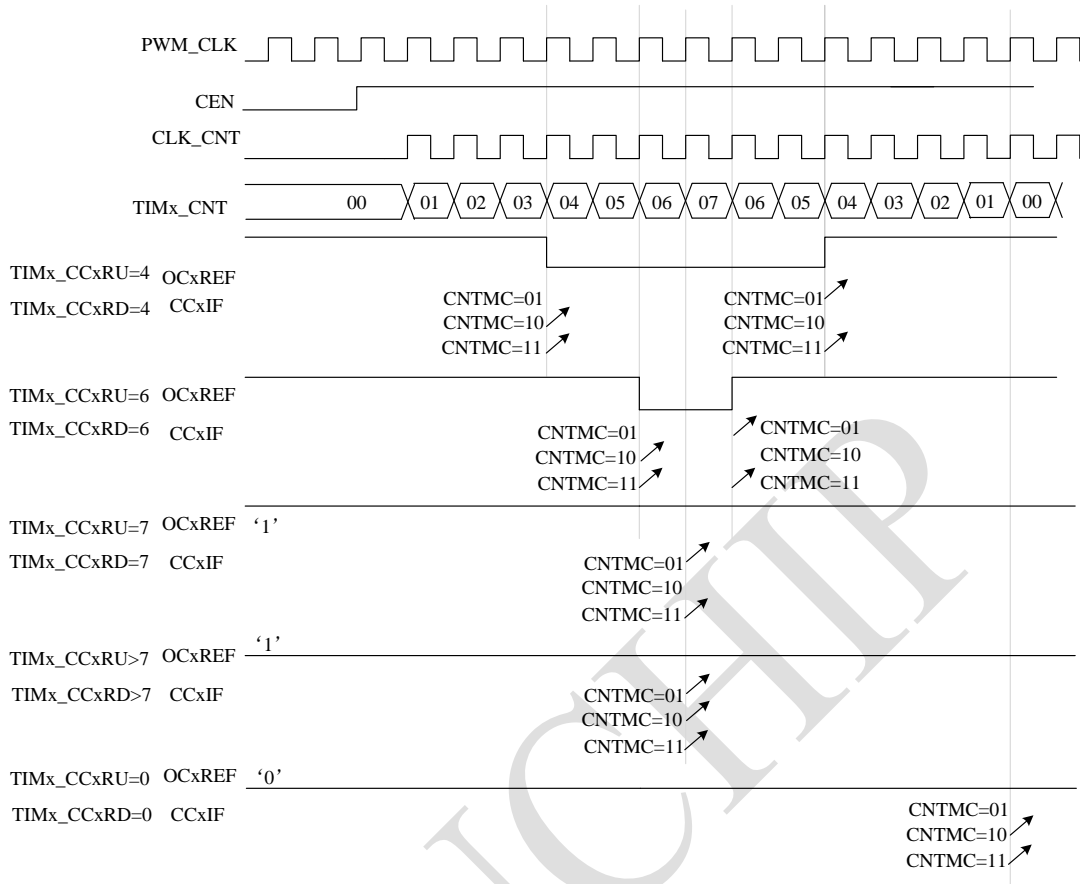 PWM_CLK
CEN
CLK_CNT
TIMx_CNT 00 01 02 03 04 05 06 07 06 05 04 03 02 01 00
TIMx_CCxRU=4 OCxREF
TIMx_CCxRD=4 CCxIF
CNTMC=01 CNTMC=01
CNTMC=10 CNTMC=10
CNTMC=11 CNTMC=11
TIMx_CCxRU=6 OCxREF
TIMx_CCxRD=6 CCxIF
CNTMC=01 CNTMC=01
CNTMC=10 CNTMC=10
CNTMC=11 CNTMC=11
TIMx_CCxRU=7 OCxREF ‘1’
TIMx_CCxRD=7 CCxIF
CNTMC=01
CNTMC=10
CNTMC=11
TIMx_CCxRU>7 OCxREF ‘1’
TIMx_CCxRD>7 CCxIF
CNTMC=01
CNTMC=10
CNTMC=11
TIMx_CCxRU=0 OCxREF ‘0’
TIMx_CCxRD=0 CCxIF
CNTMC=01
CNTMC=10
CNTMC=11
CHIP